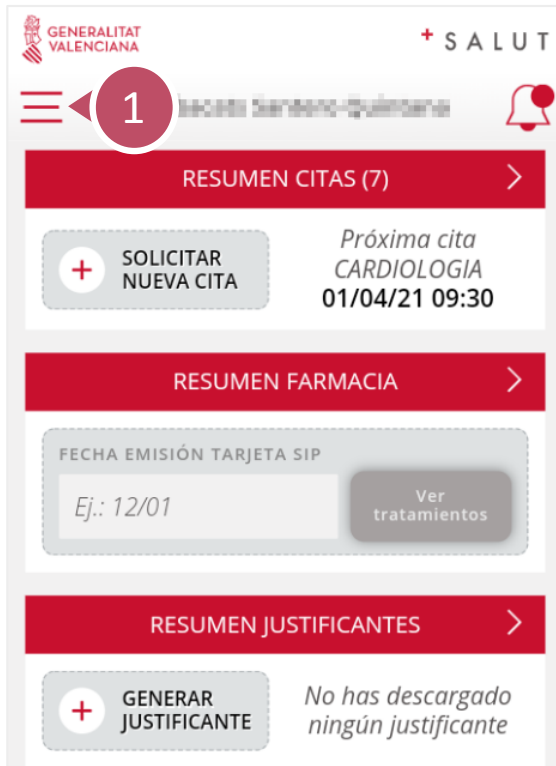 GENERALITAT
VALENCIANA
+ SALUT
1
RESUMEN CITAS (7)
SOLICITAR
NUEVA CITA
Próxima cita
CARDIOLOGIA
01/04/21 09:30
RESUMEN FARMACIA
FECHA EMISIÓN TARJETA SIP
Ej.: 12/01
Ver
tratamientos
RESUMEN JUSTIFICANTES
GENERAR
JUSTIFICANTE
No has descargado
ningún justificante